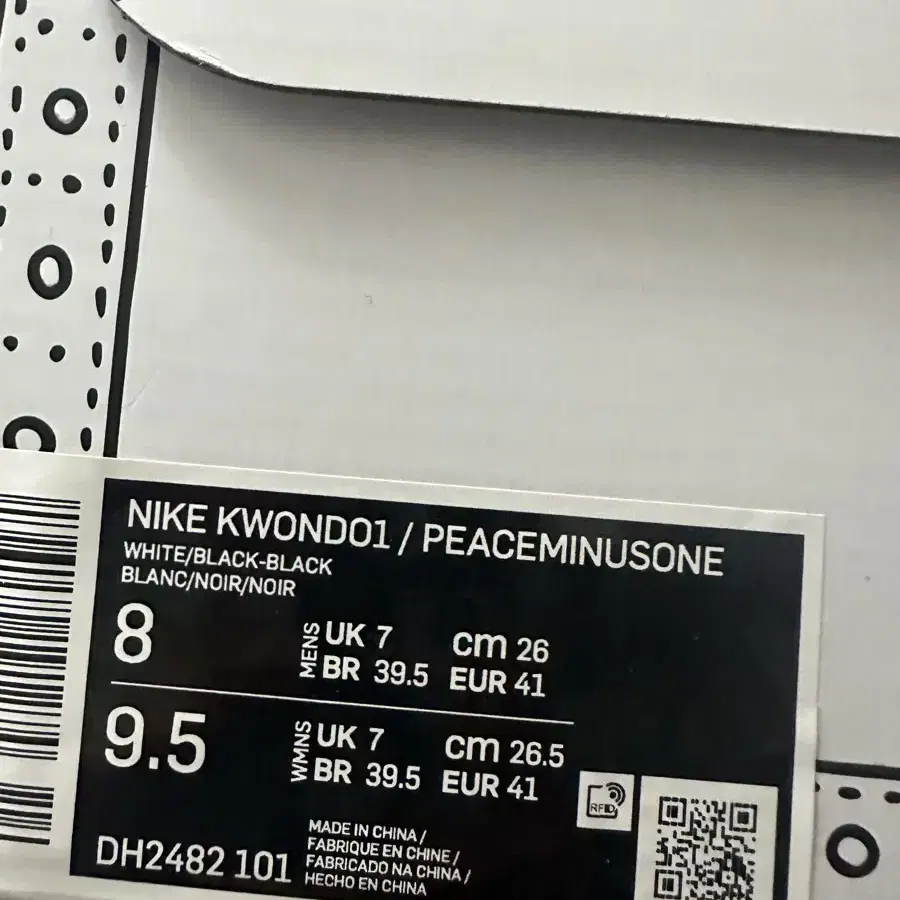 NIKE KWONDO1 / PEACEMINUSONE
WHITE/BLACK-BLACK
BLANC/NOIR/NOIR
8
MENS
UK 7 cm 26
BR 39.5 EUR 41
9.5
WMNS
UK 7 cm 26.5
BR 39.5 EUR 41
RFID
DH2482 101
MADE IN CHINA /
FABRIQUE EN CHINE /
FABRICADO NA CHINA /
HECHO EN CHINA